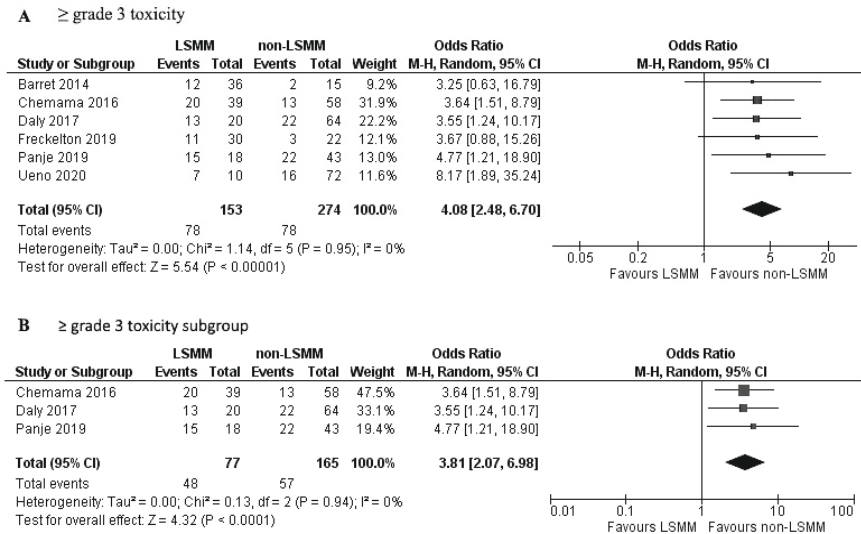 A ≥ grade 3 toxicity
LSMM non-LSMM Odds Ratio Odds Ratio
Study or Subgroup Events Total Events Total Weight M-H, Random, 95% CI M-H, Random, 95% CI
Barret 2014 12 36 2 15 9.2% 3.25 [0.63, 16.79]
Chemama 2016 20 39 13 58 31.9% 3.64 [1.51, 8.79]
Daly 2017 13 20 22 64 22.2% 3.55 [1.24, 10.17]
Freckelton 2019 11 30 3 22 12.1% 3.67 [0.88, 15.26]
Panje 2019 15 18 22 43 13.0% 4.77 [1.21, 18.90]
Ueno 2020 7 10 16 72 11.6% 8.17 [1.89, 35.24]
Total (95% CI) 153 274 100.0% 4.08 [2.48, 6.70]
Total events 78 78
Heterogeneity: Tau² = 0.00; Chi² = 1.14, df = 5 (P = 0.95); I² = 0%
Test for overall effect: Z = 5.54 (P < 0.00001)
0.05 0.2 1 5 20
Favours LSMM Favours non-LSMM
B ≥ grade 3 toxicity subgroup
LSMM non-LSMM Odds Ratio Odds Ratio
Study or Subgroup Events Total Events Total Weight M-H, Random, 95% CI M-H, Random, 95% CI
Chemama 2016 20 39 13 58 47.5% 3.64 [1.51, 8.79]
Daly 2017 13 20 22 64 33.1% 3.55 [1.24, 10.17]
Panje 2019 15 18 22 43 19.4% 4.77 [1.21, 18.90]
Total (95% CI) 77 165 100.0% 3.81 [2.07, 6.98]
Total events 48 57
Heterogeneity: Tau² = 0.00; Chi² = 0.13, df = 2 (P = 0.94); I² = 0%
Test for overall effect: Z = 4.32 (P < 0.0001)
0.01 0.1 1 10 100
Favours LSMM Favours non-LSMM